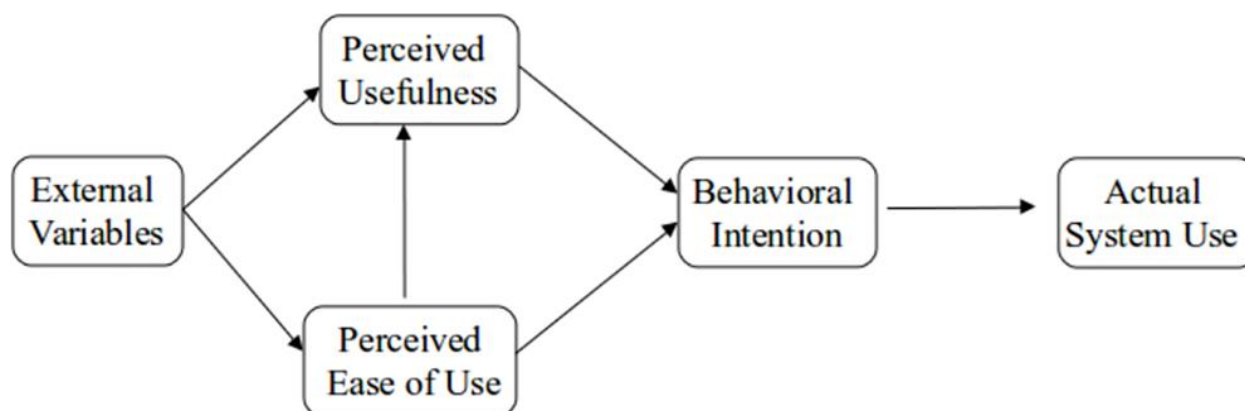 Perceived
Usefulness
External
Variables
Behavioral
Intention
Actual
System Use
Perceived
Ease of Use